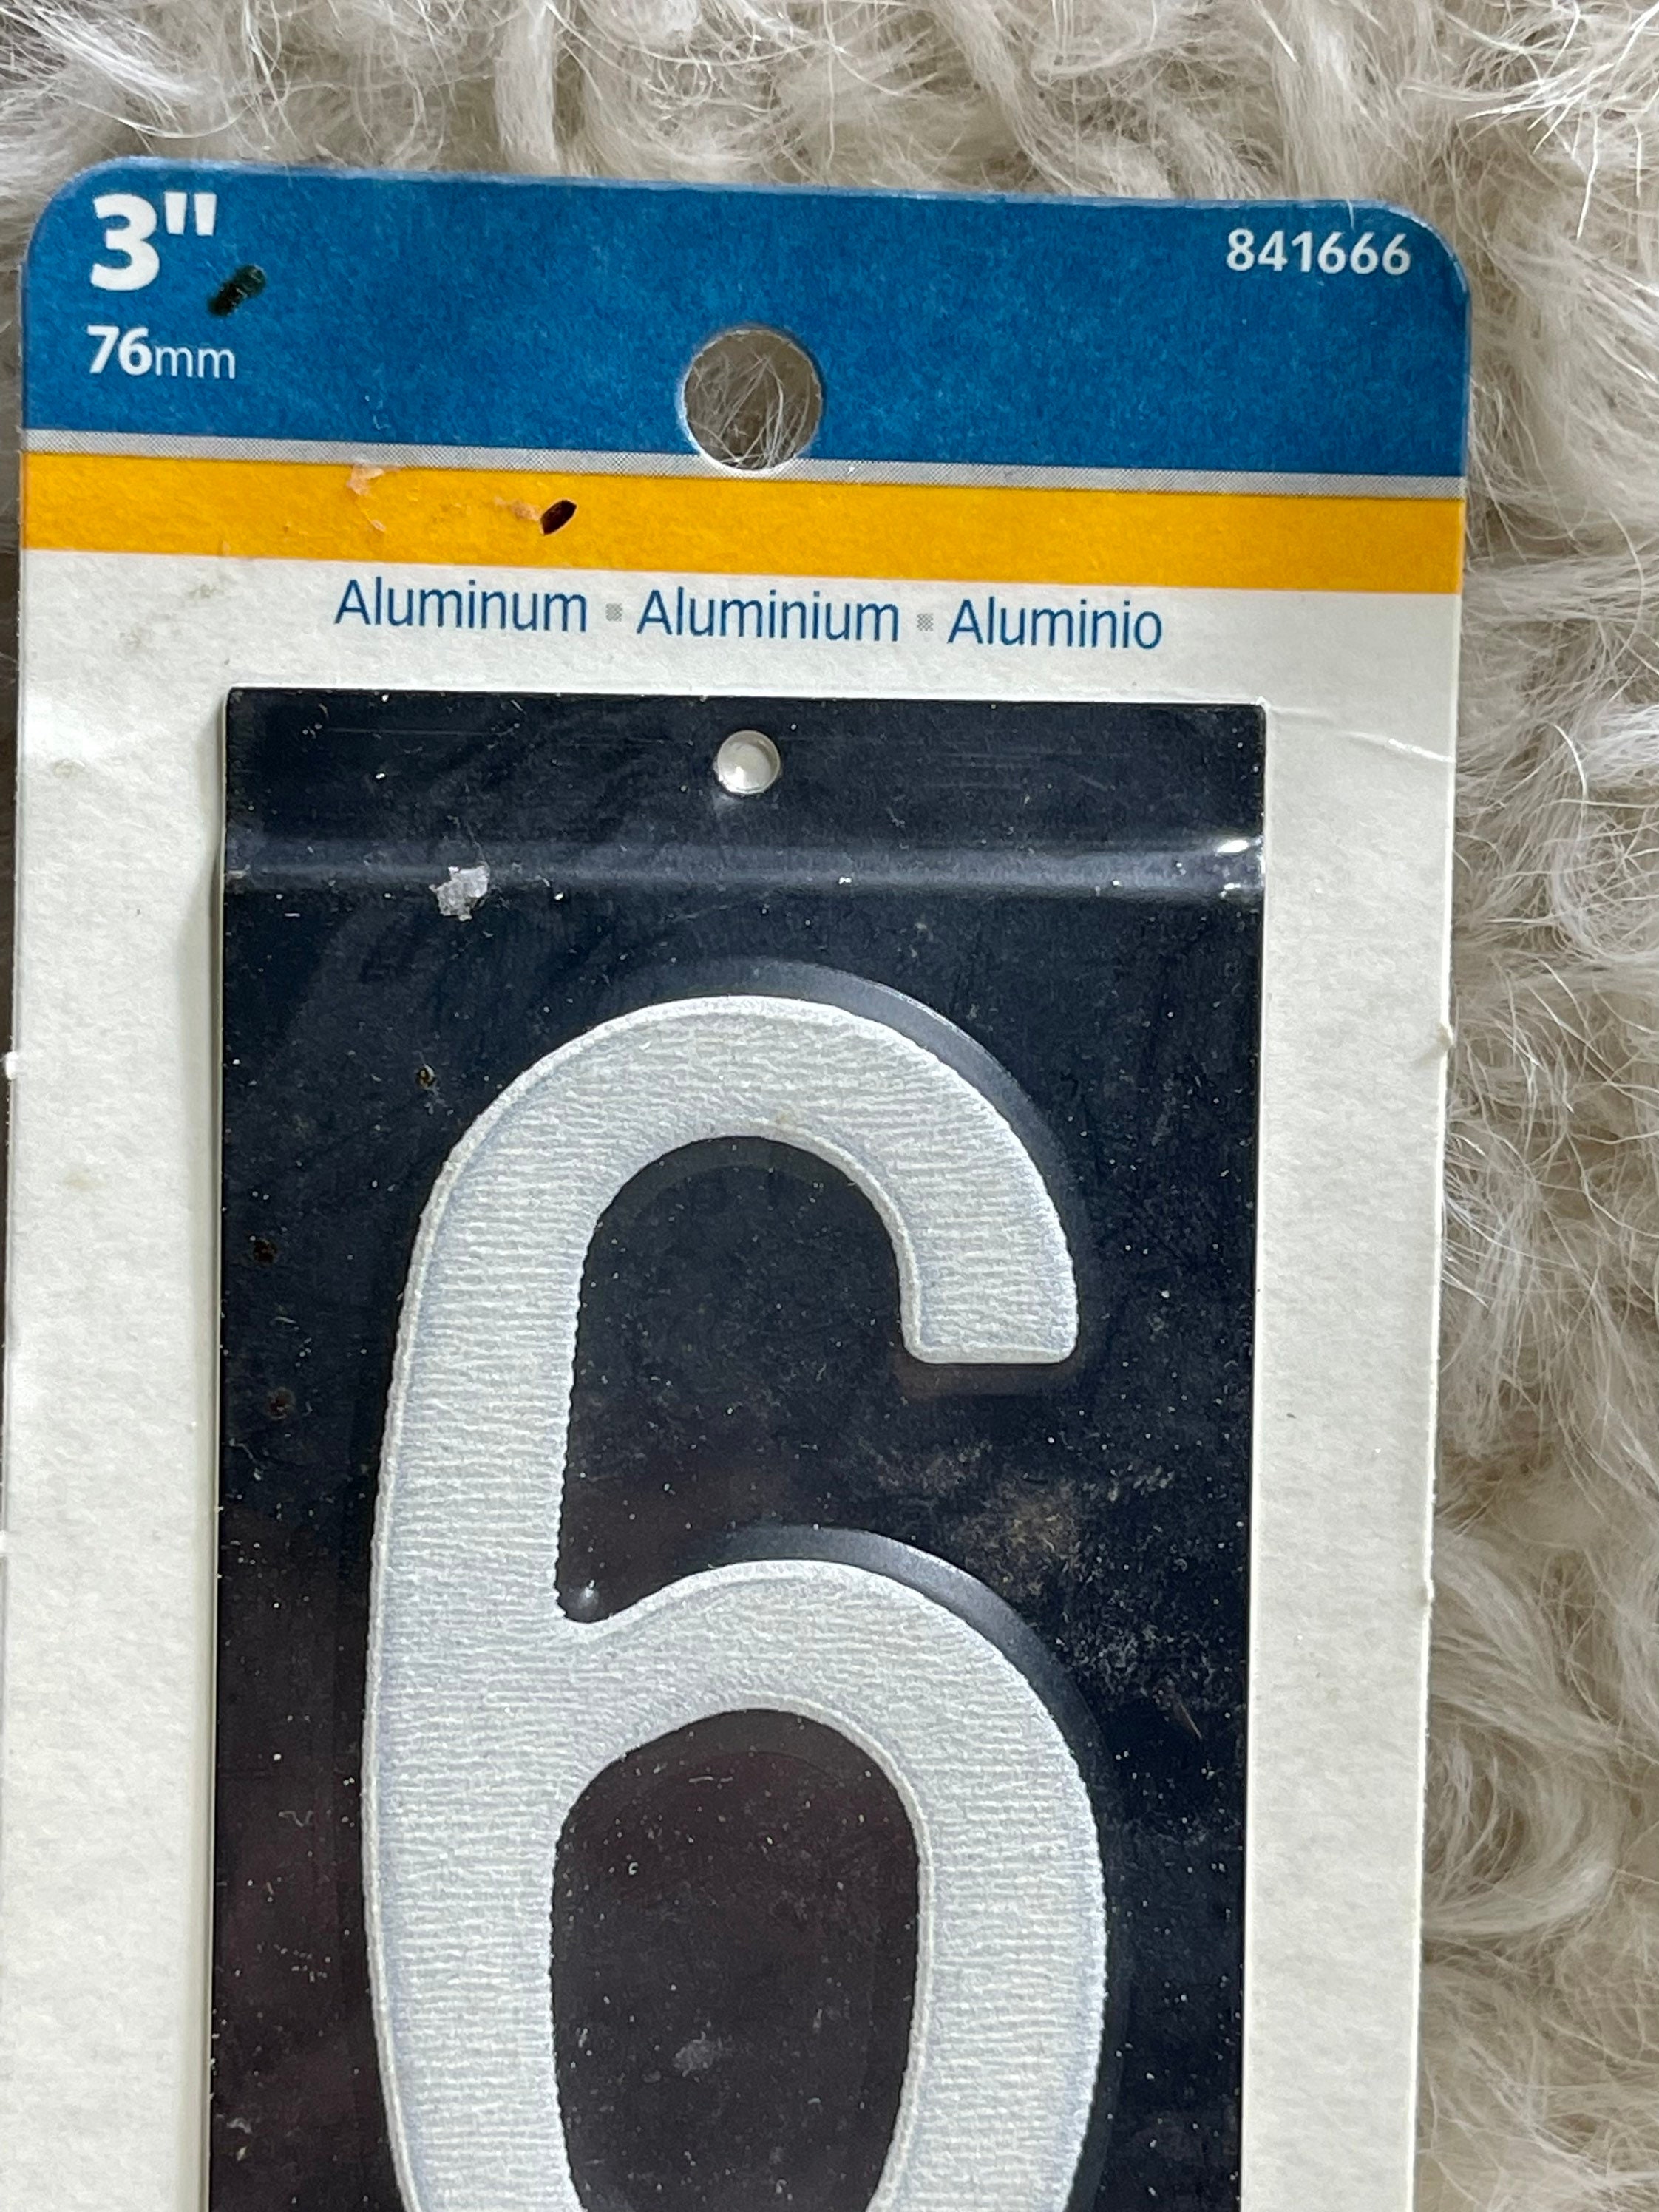 3" 841666
76mm
Aluminum ▪ Aluminium ▪ Aluminio
6